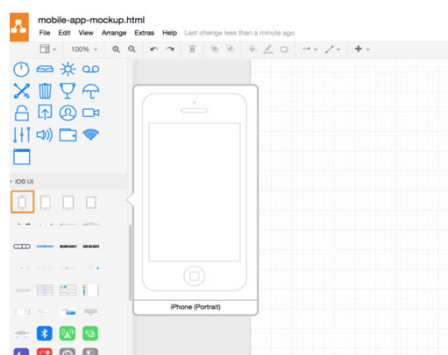 mobile-app-mockup.html
File Edit View Arrange Extras Help Last change less than a minute ago
100%
iOS UI
iPhone (Portrait)